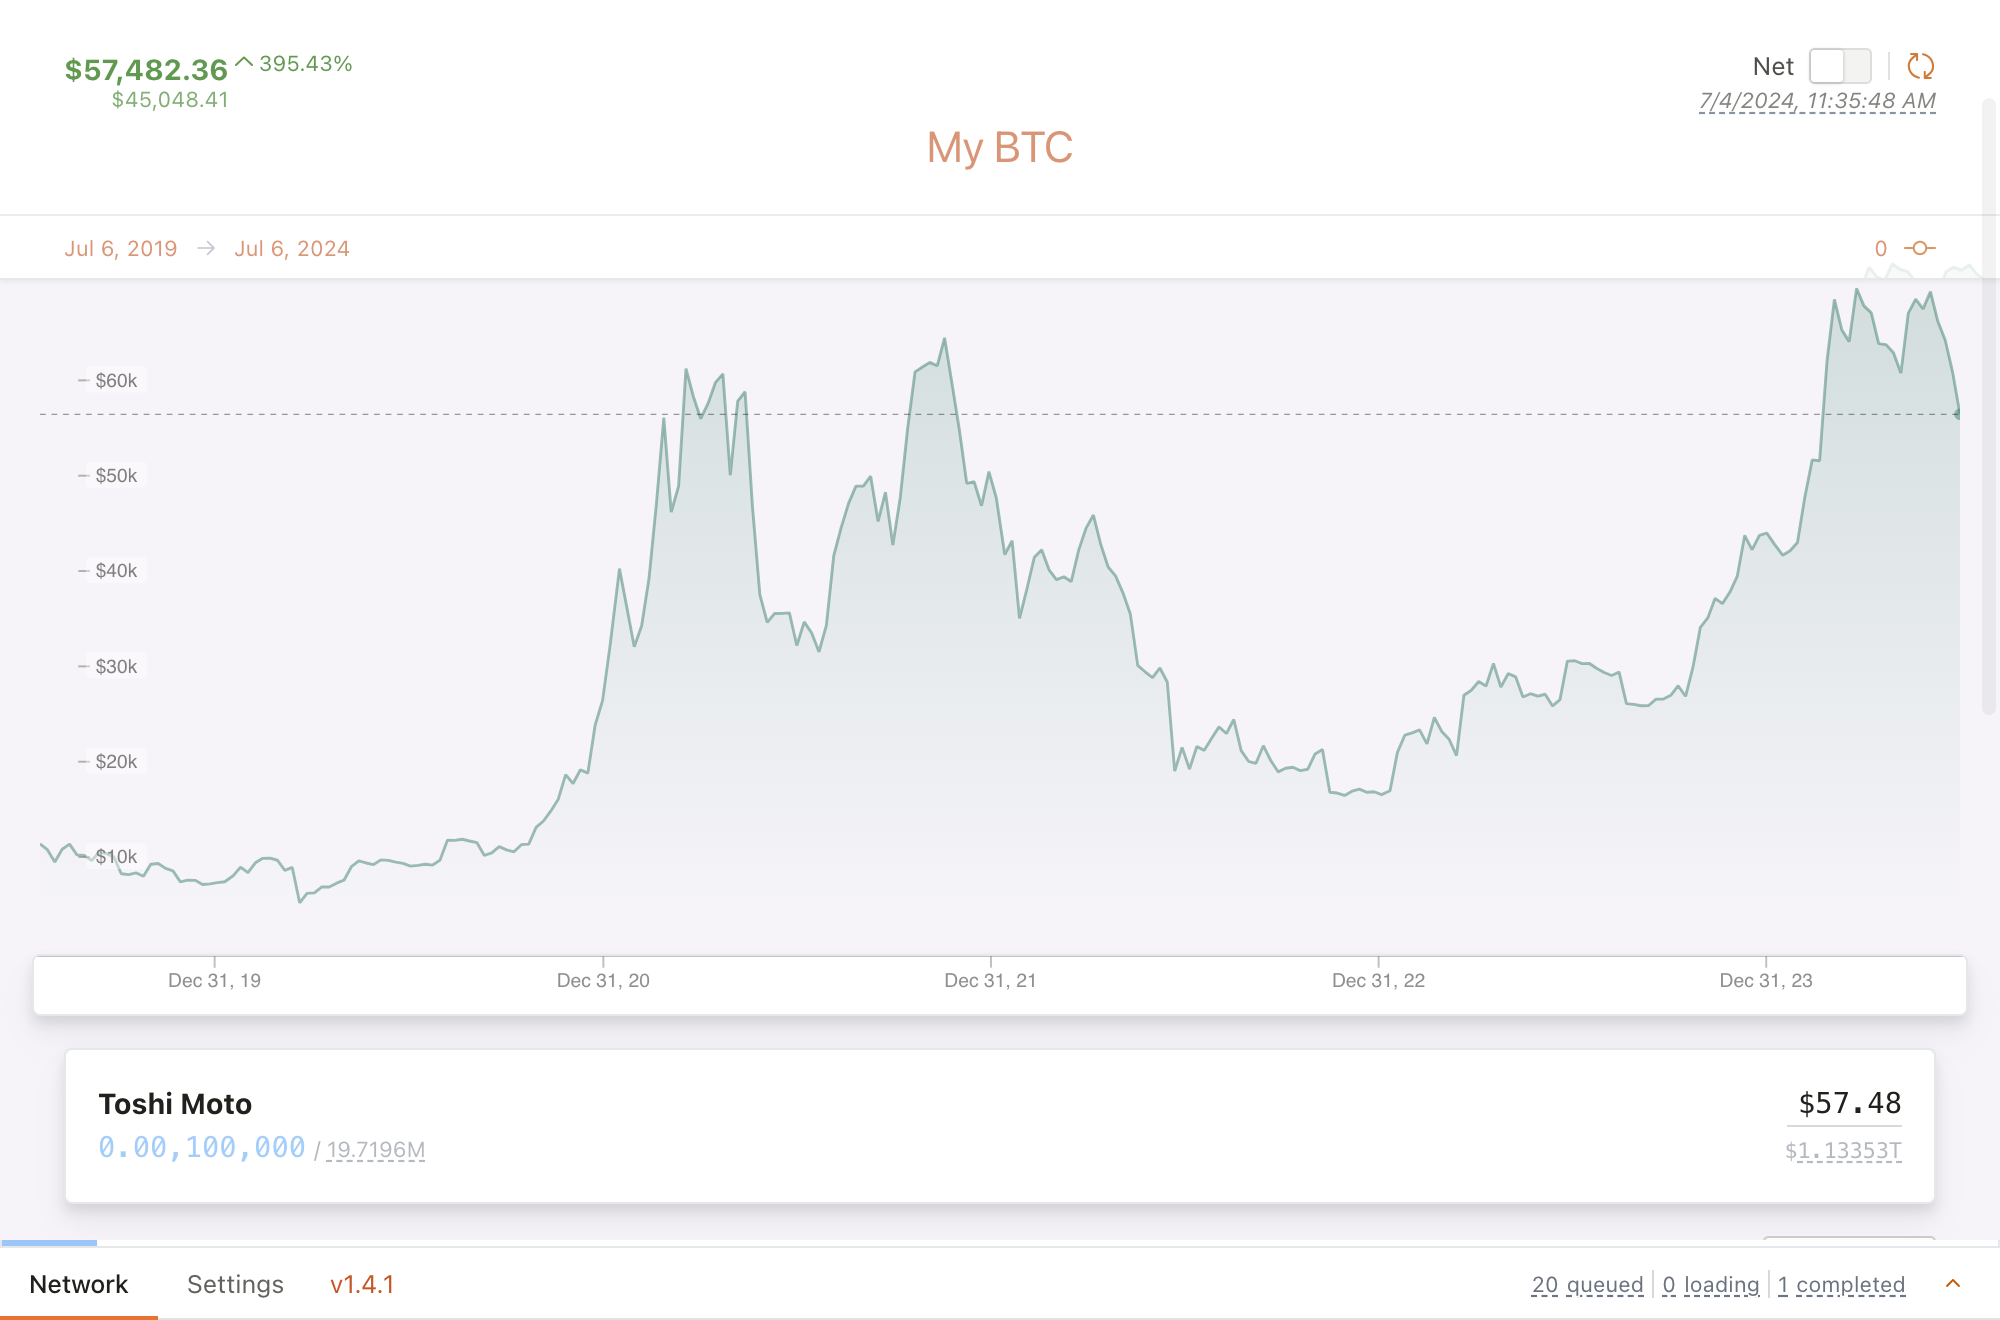 $57,482.36 395.43%
$45,048.41
Net
7/4/2024, 11:35:48 AM
My BTC
Jul 6, 2019 → Jul 6, 2024
0
$60k
$50k
$40k
$30k
$20k
$10k
Dec 31, 19 Dec 31, 20 Dec 31, 21 Dec 31, 22 Dec 31, 23
Toshi Moto
$57.48
0.00,100,000 / 19.7196M
$1.13353T
Network Settings v1.4.1
20 queued 0 loading 1 completed